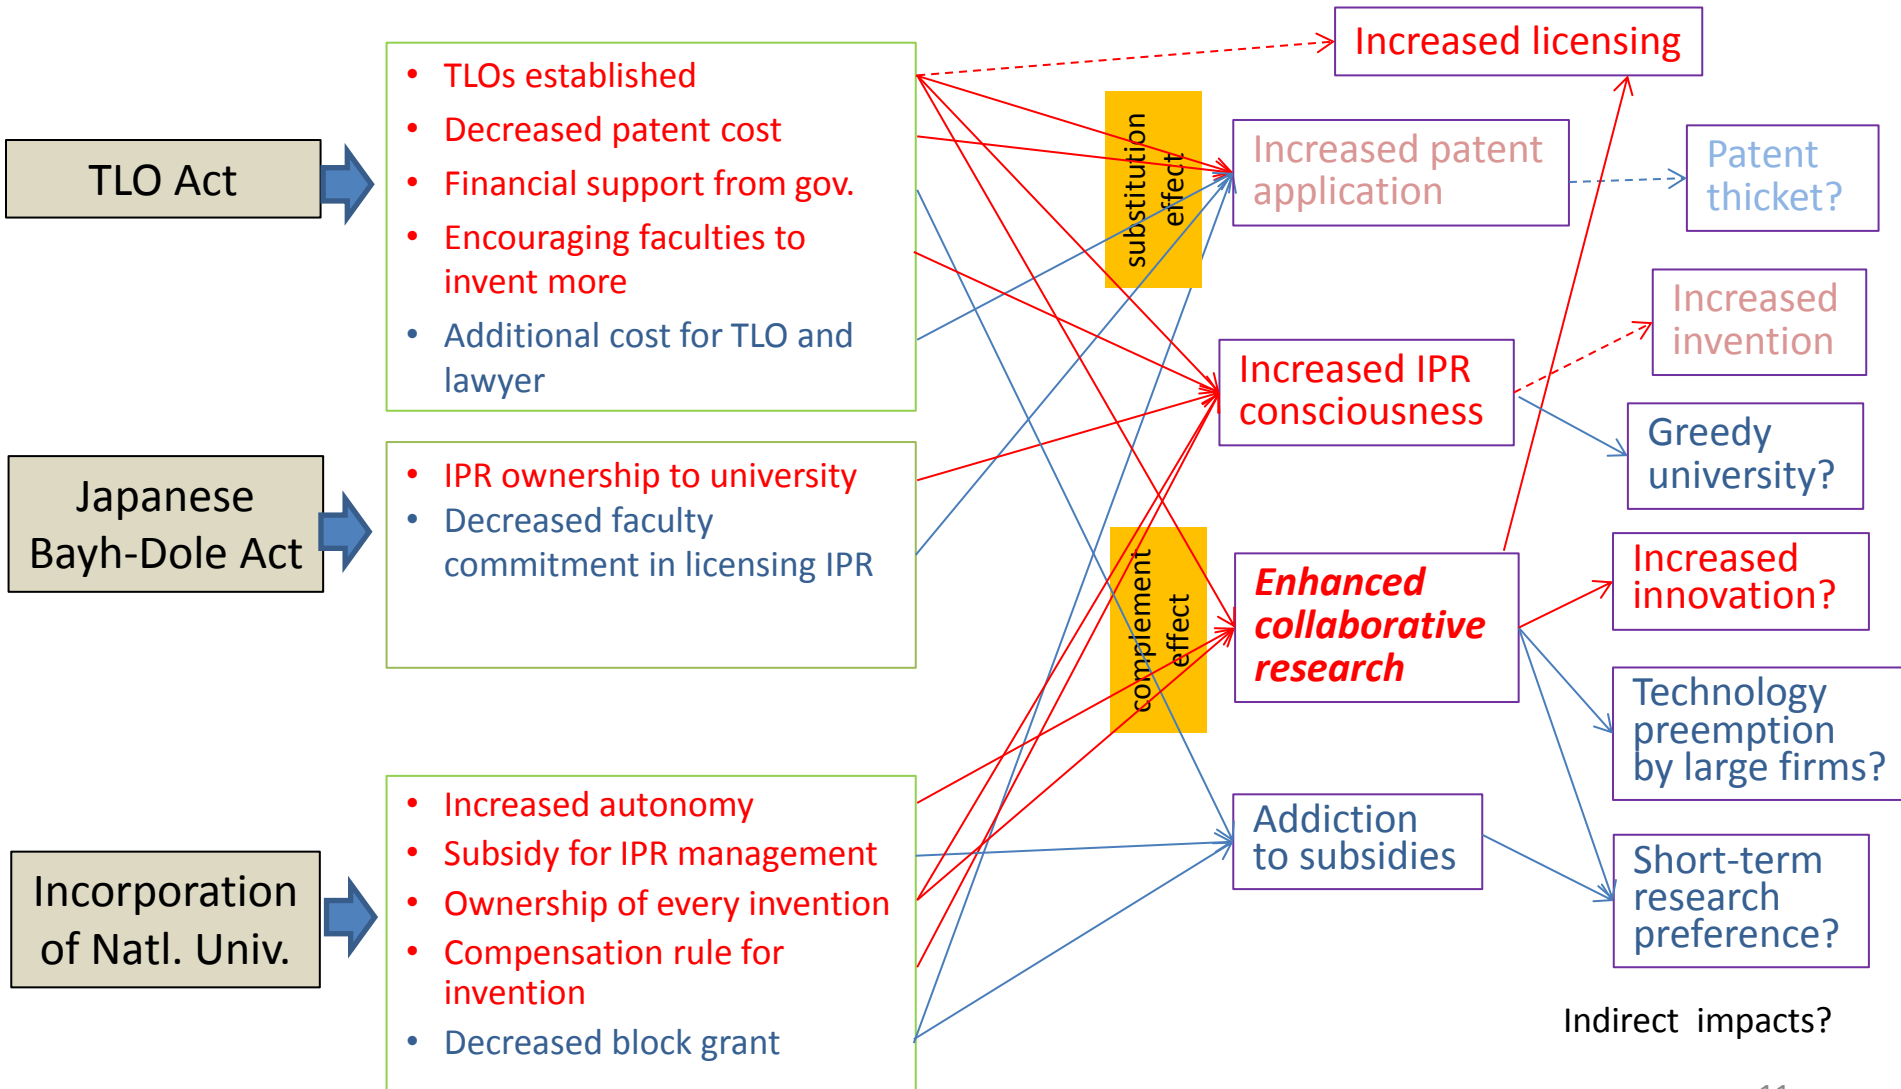 TLO Act
• TLOs established
• Decreased patent cost
• Financial support from gov.
• Encouraging faculties to
invent more
• Additional cost for TLO and
lawyer
Japanese
Bayh-Dole Act
• IPR ownership to university
• Decreased faculty
commitment in licensing IPR
Incorporation
of Natl. Univ.
• Increased autonomy
• Subsidy for IPR management
• Ownership of every invention
• Compensation rule for
invention
• Decreased block grant
substitution
effect
complement
effect
Increased licensing
Increased patent
application
Patent
thicket?
Increased IPR
consciousness
Increased
invention
Greedy
university?
Enhanced
collaborative
research
Increased
innovation?
Technology
preemption
by large firms?
Addiction
to subsidies
Short-term
research
preference?
Indirect impacts?